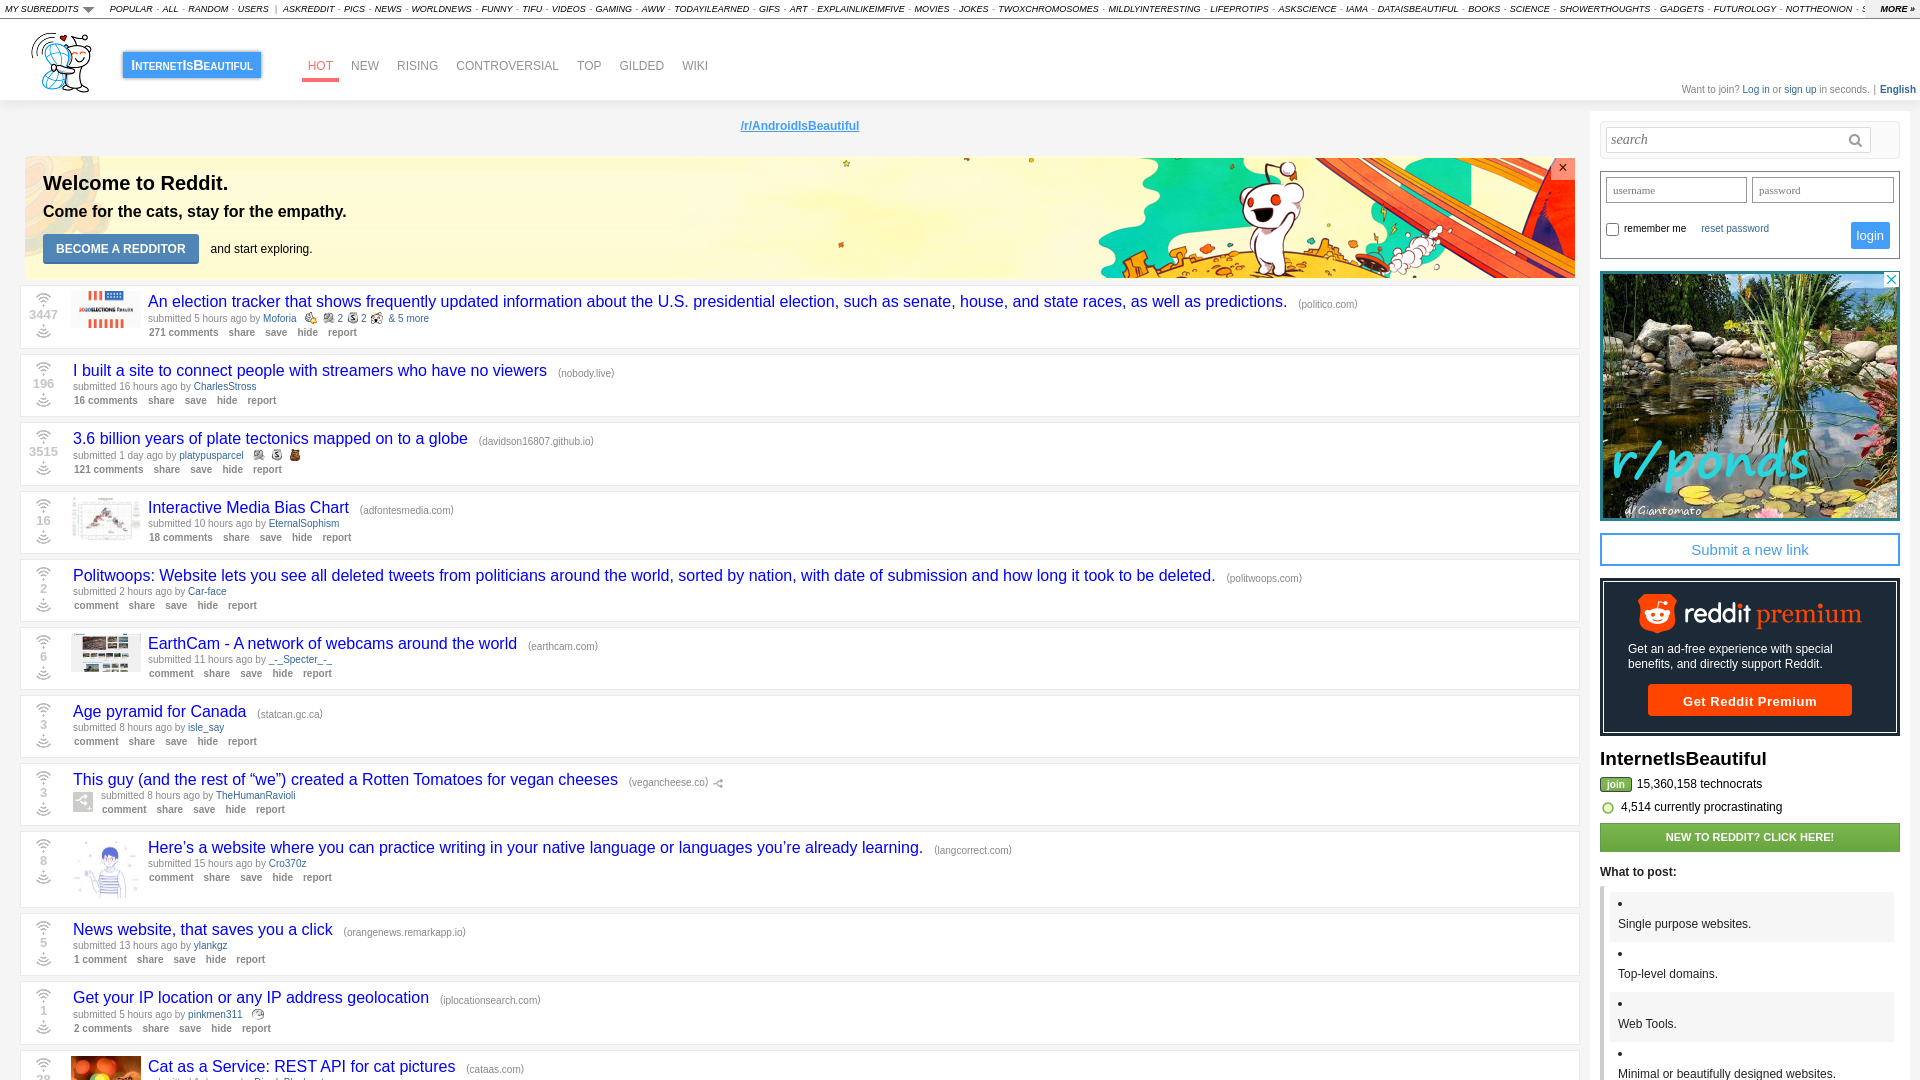 MY SUBREDDITS POPULAR - ALL - RANDOM - USERS | ASKREDDIT - PICS - NEWS - WORLDNEWS - FUNNY - TIFU - VIDEOS - GAMING - AWW - TODAYILEARNED - GIFS - ART - EXPLAINLIKEIMFIVE - MOVIES - JOKES - TWOXCHROMOSOMES - MILDLYINTERESTING - LIFEPROTIPS - ASKSCIENCE - IAMA - DATAISBEAUTIFUL - BOOKS - SCIENCE - SHOWERTHOUGHTS - GADGETS - FUTUROLOGY - NOTTHEONION - MORE »
InternetIsBeautiful HOT NEW RISING CONTROVERSIAL TOP GILDED WIKI
Want to join? Log in or sign up in seconds. | English
/r/AndroidIsBeautiful
Welcome to Reddit.
Come for the cats, stay for the empathy.
BECOME A REDDITOR and start exploring.
×
3447
2020 ELECTIONS Results
An election tracker that shows frequently updated information about the U.S. presidential election, such as senate, house, and state races, as well as predictions. (politico.com)
submitted 5 hours ago by Moforia 2 2 & 5 more
271 comments share save hide report
196
I built a site to connect people with streamers who have no viewers (nobody.live)
submitted 16 hours ago by CharlesStross
16 comments share save hide report
3515
3.6 billion years of plate tectonics mapped on to a globe (davidson16807.github.io)
submitted 1 day ago by platypusparcel
121 comments share save hide report
16
Interactive Media Bias Chart (adfontesmedia.com)
submitted 10 hours ago by EternalSophism
18 comments share save hide report
2
Politwoops: Website lets you see all deleted tweets from politicians around the world, sorted by nation, with date of submission and how long it took to be deleted. (politwoops.com)
submitted 2 hours ago by Car-face
comment share save hide report
6
EarthCam - A network of webcams around the world (earthcam.com)
submitted 11 hours ago by _-_Specter_-_
comment share save hide report
3
Age pyramid for Canada (statcan.gc.ca)
submitted 8 hours ago by isle_say
comment share save hide report
3
This guy (and the rest of “we”) created a Rotten Tomatoes for vegan cheeses (vegancheese.co)
submitted 8 hours ago by TheHumanRavioli
comment share save hide report
8
Here’s a website where you can practice writing in your native language or languages you’re already learning. (langcorrect.com)
submitted 15 hours ago by Cro370z
comment share save hide report
5
News website, that saves you a click (orangenews.remarkapp.io)
submitted 13 hours ago by ylankgz
1 comment share save hide report
1
Get your IP location or any IP address geolocation (iplocationsearch.com)
submitted 5 hours ago by pinkmen311
2 comments share save hide report
Cat as a Service: REST API for cat pictures (cataas.com)
search
username password
remember me reset password login
r/ponds
u/Giantomato
Submit a new link
reddit premium
Get an ad-free experience with special
benefits, and directly support Reddit.
Get Reddit Premium
InternetIsBeautiful
join 15,360,158 technocrats
4,514 currently procrastinating
NEW TO REDDIT? CLICK HERE!
What to post:
•
Single purpose websites.
•
Top-level domains.
•
Web Tools.
•
Minimal or beautifully designed websites.